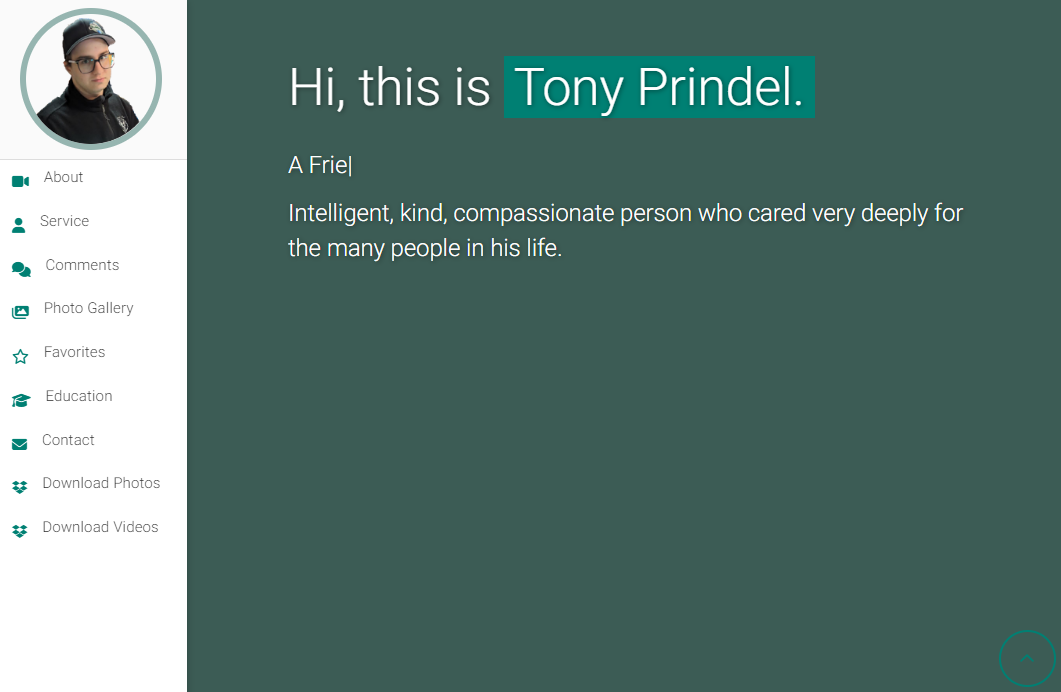 Hi, this is Tony Prindel.
A Frie|
Intelligent, kind, compassionate person who cared very deeply for
the many people in his life.
About
Service
Comments
Photo Gallery
Favorites
Education
Contact
Download Photos
Download Videos